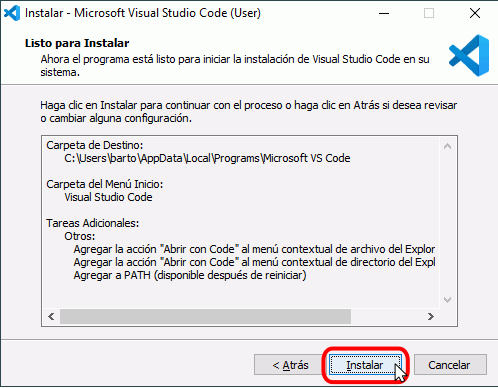 Instalar - Microsoft Visual Studio Code (User)
Listo para Instalar
Ahora el programa está listo para iniciar la instalación de Visual Studio Code en su
sistema.
Haga clic en Instalar para continuar con el proceso o haga clic en Atrás si desea revisar
o cambiar alguna configuración.
Carpeta de Destino:
C:\Users\barto\AppData\Local\Programs\Microsoft VS Code
Carpeta del Menú Inicio:
Visual Studio Code
Tareas Adicionales:
Otros:
Agregar la acción "Abrir con Code" al menú contextual de archivo del Explor
Agregar la acción "Abrir con Code" al menú contextual de directorio del Expl
Agregar a PATH (disponible después de reiniciar)
< Atrás
Instalar
Cancelar